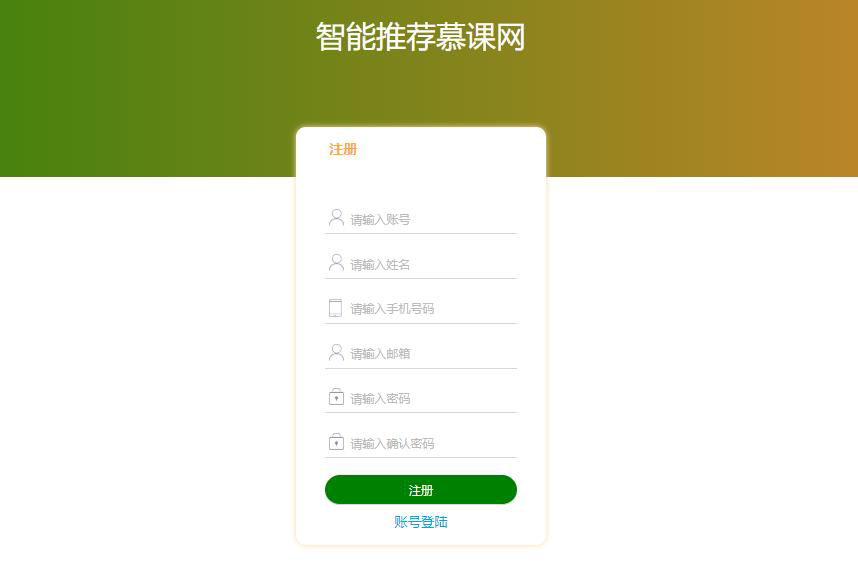 智能推荐慕课网
注册
请输入账号
请输入姓名
请输入手机号码
请输入邮箱
请输入密码
请输入确认密码
注册
账号登陆